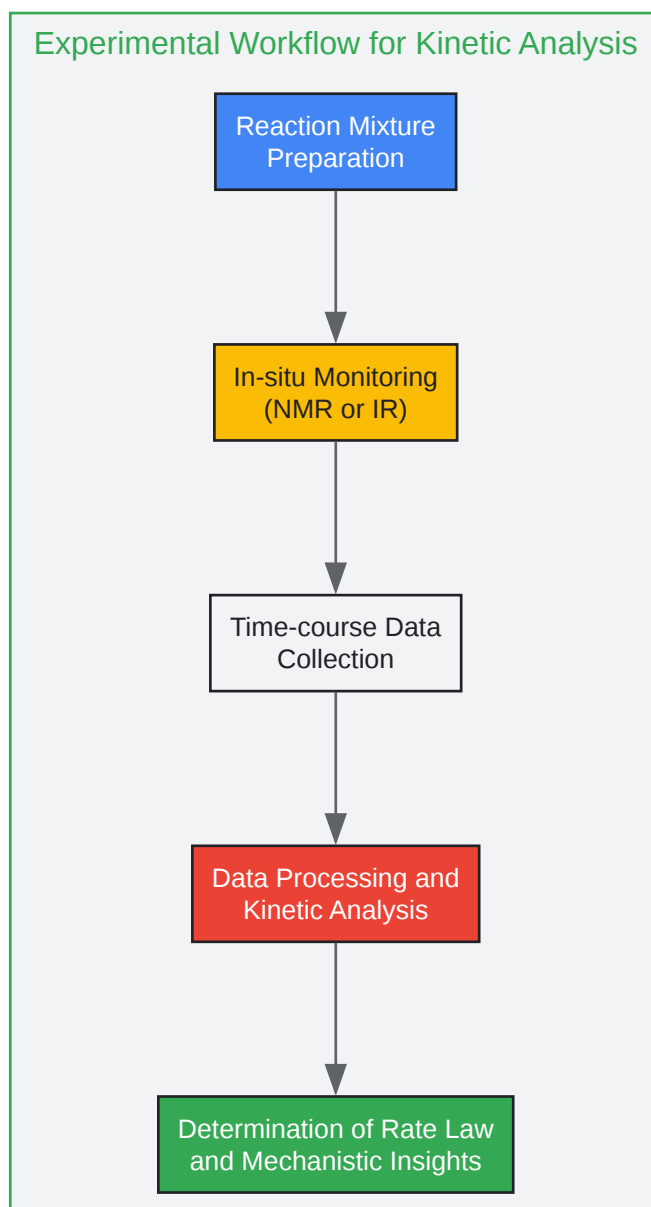 Experimental Workflow for Kinetic Analysis
Reaction Mixture
Preparation
In-situ Monitoring
(NMR or IR)
Time-course Data
Collection
Data Processing and
Kinetic Analysis
Determination of Rate Law
and Mechanistic Insights